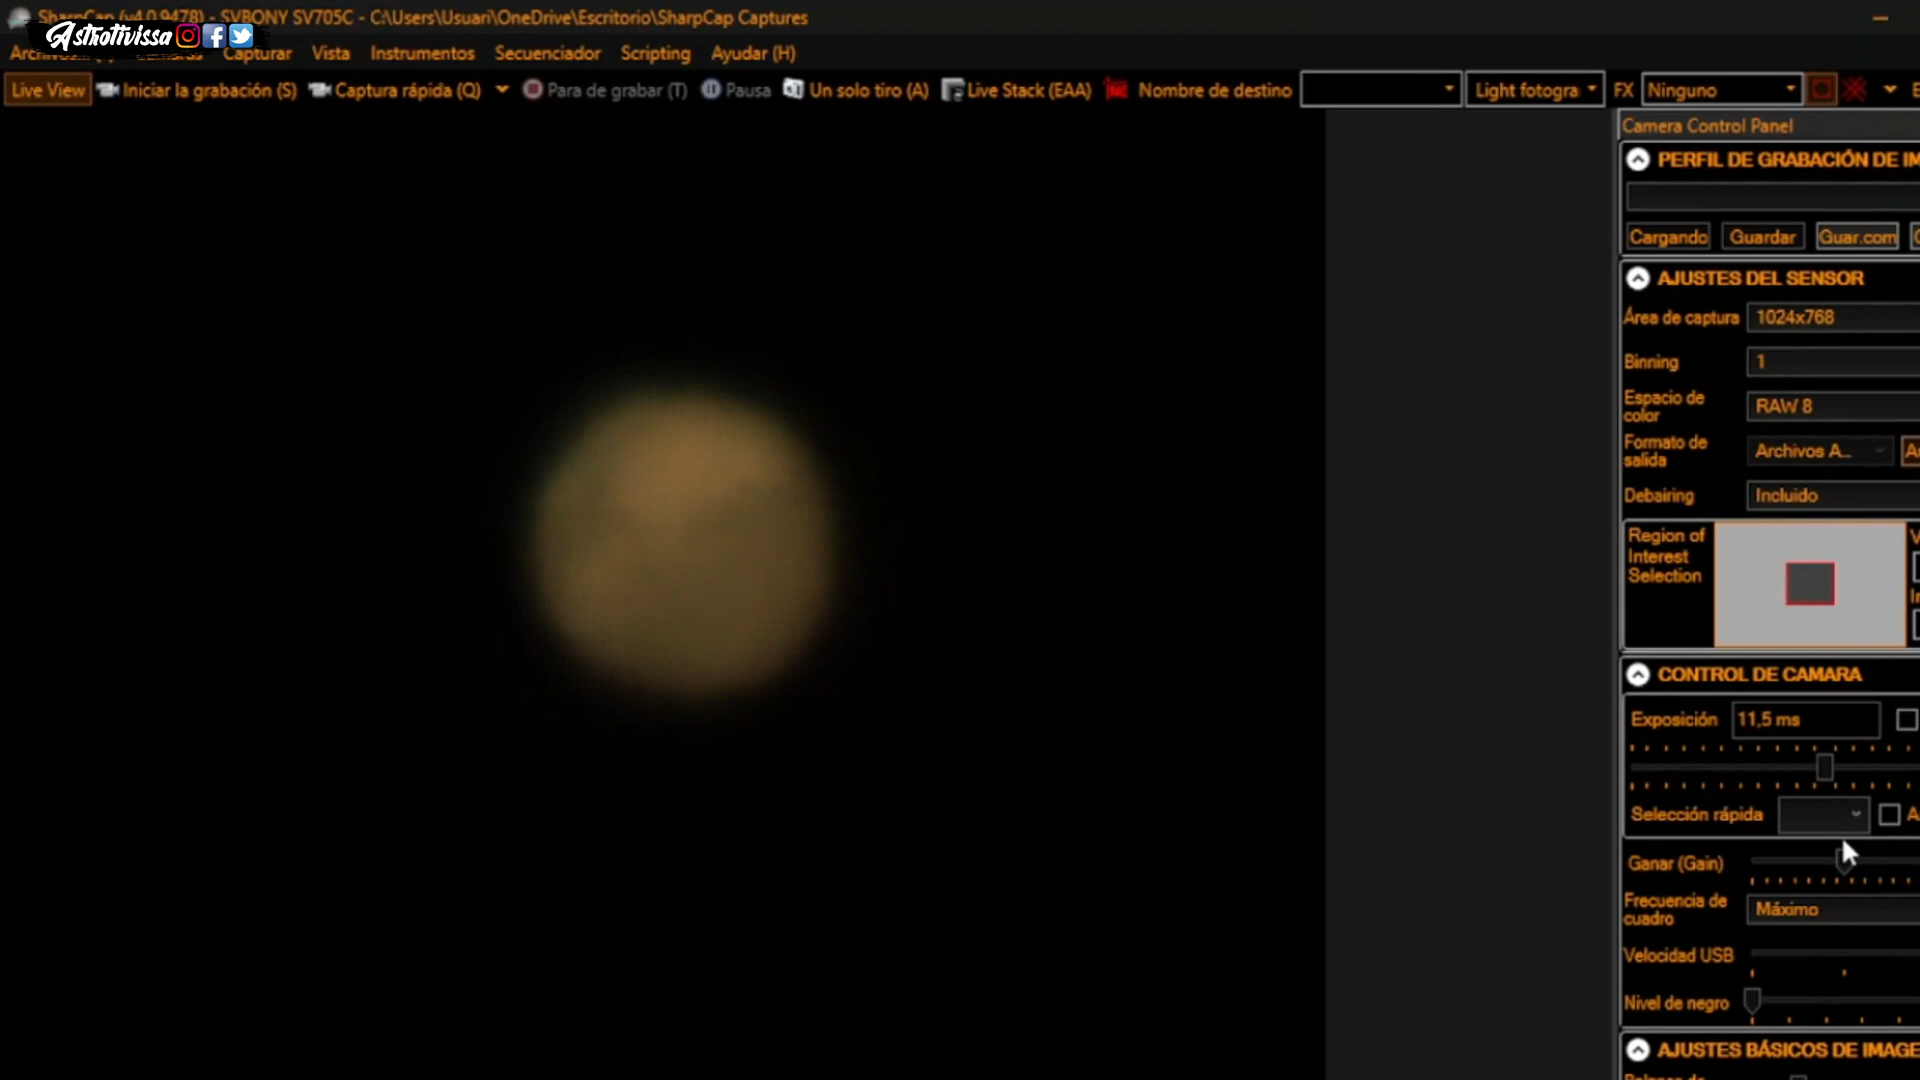 SharpCap (v4.0.9478) - SVBONY SV705C - C:\Users\Usuari\OneDrive\Escritorio\SharpCap Captures
Astrotivissa
Capturar Vista Instrumentos Secuenciador Scripting Ayudar (H)
Live View Iniciar la grabación (S) Captura rápida (Q) Para de grabar (T) Pausa Un solo tiro (A) Live Stack (EAA) Nombre de destino Light fotogra FX Ninguno
Camera Control Panel
PERFIL DE GRABACIÓN DE IM
Cargando Guardar Guar.com
AJUSTES DEL SENSOR
Área de captura 1024x768
Binning 1
Espacio de
color
RAW 8
Formato de
salida
Archivos A...
Debairing Incluido
Region of
Interest
Selection
CONTROL DE CAMARA
Exposición 11,5 ms
Selección rápida
Ganar (Gain)
Frecuencia de
cuadro
Máximo
Velocidad USB
Nivel de negro
AJUSTES BÁSICOS DE IMAGE